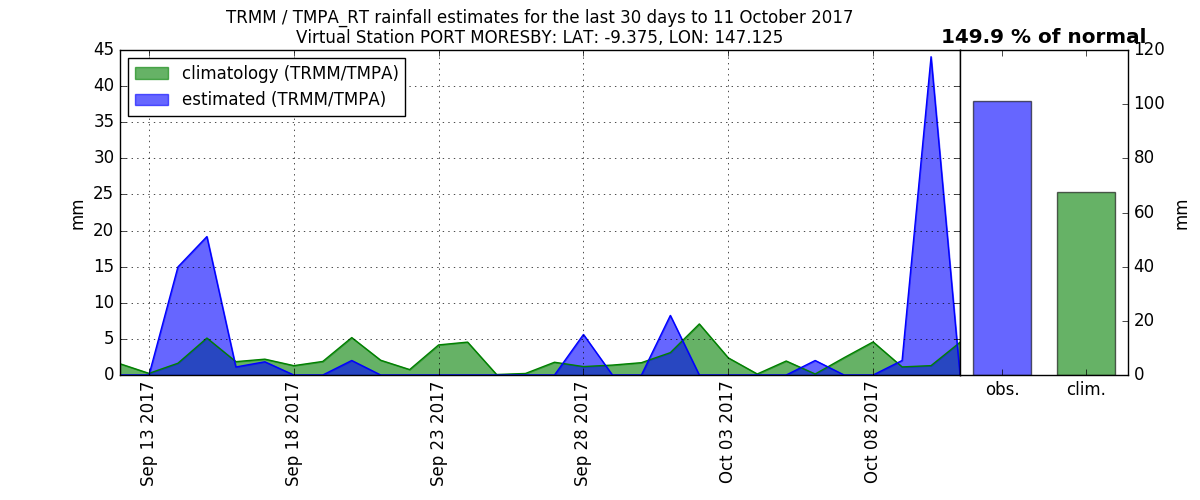 TRMM / TMPA_RT rainfall estimates for the last 30 days to 11 October 2017
Virtual Station PORT MORESBY: LAT: -9.375, LON: 147.125
149.9 % of normal
climatology (TRMM/TMPA)
estimated (TRMM/TMPA)
45
40
35
30
25
20
15
10
5
0
mm
Sep 13 2017
Sep 18 2017
Sep 23 2017
Sep 28 2017
Oct 03 2017
Oct 08 2017
120
100
80
60
40
20
0
mm
obs.
clim.